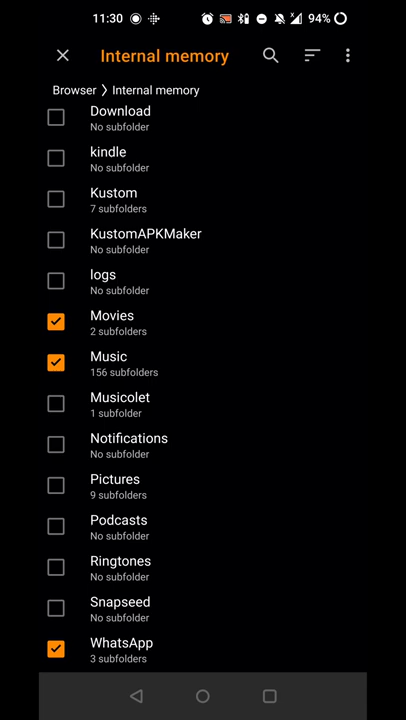 11:30
94%
Internal memory
Browser Internal memory
Download
No subfolder
kindle
No subfolder
Kustom
7 subfolders
KustomAPKMaker
No subfolder
logs
No subfolder
Movies
2 subfolders
Music
156 subfolders
Musicolet
1 subfolder
Notifications
No subfolder
Pictures
9 subfolders
Podcasts
No subfolder
Ringtones
No subfolder
Snapseed
No subfolder
WhatsApp
3 subfolders